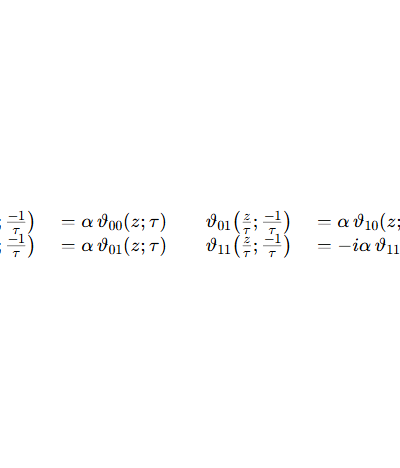 ; −1/τ) = α ϑ₀₀(z; τ) ϑ₀₁(z/τ; −1/τ) = α ϑ₁₀(z;
; −1/τ) = α ϑ₀₁(z; τ) ϑ₁₁(z/τ; −1/τ) = −iα ϑ₁₁